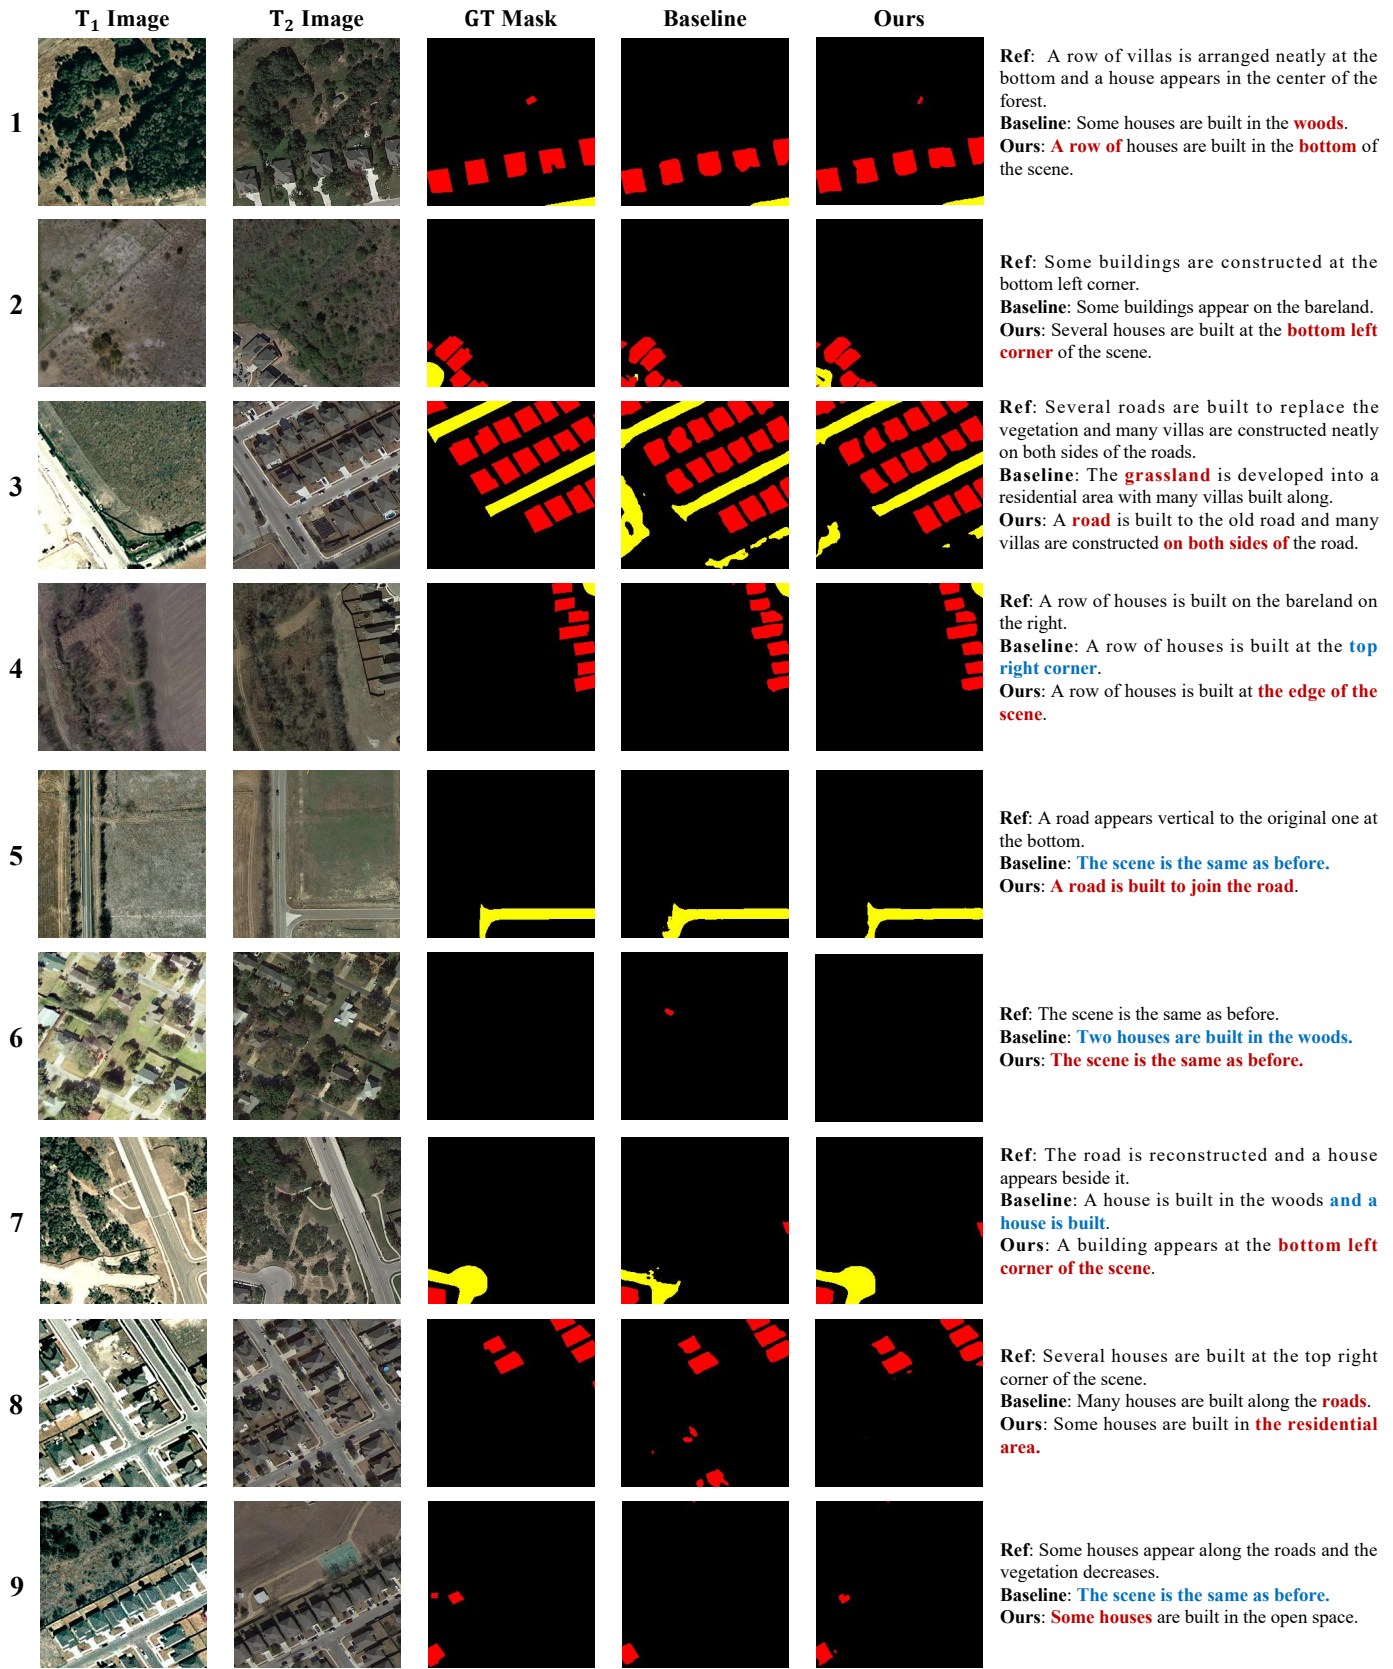 T₁ Image T₂ Image GT Mask Baseline Ours
1
Ref: A row of villas is arranged neatly at the
bottom and a house appears in the center of the
forest.
Baseline: Some houses are built in the woods.
Ours: A row of houses are built in the bottom of
the scene.
2
Ref: Some buildings are constructed at the
bottom left corner.
Baseline: Some buildings appear on the bareland.
Ours: Several houses are built at the bottom left
corner of the scene.
3
Ref: Several roads are built to replace the
vegetation and many villas are constructed neatly
on both sides of the roads.
Baseline: The grassland is developed into a
residential area with many villas built along.
Ours: A road is built to the old road and many
villas are constructed on both sides of the road.
4
Ref: A row of houses is built on the bareland on
the right.
Baseline: A row of houses is built at the top
right corner.
Ours: A row of houses is built at the edge of the
scene.
5
Ref: A road appears vertical to the original one at
the bottom.
Baseline: The scene is the same as before.
Ours: A road is built to join the road.
6
Ref: The scene is the same as before.
Baseline: Two houses are built in the woods.
Ours: The scene is the same as before.
7
Ref: The road is reconstructed and a house
appears beside it.
Baseline: A house is built in the woods and a
house is built.
Ours: A building appears at the bottom left
corner of the scene.
8
Ref: Several houses are built at the top right
corner of the scene.
Baseline: Many houses are built along the roads.
Ours: Some houses are built in the residential
area.
9
Ref: Some houses appear along the roads and the
vegetation decreases.
Baseline: The scene is the same as before.
Ours: Some houses are built in the open space.